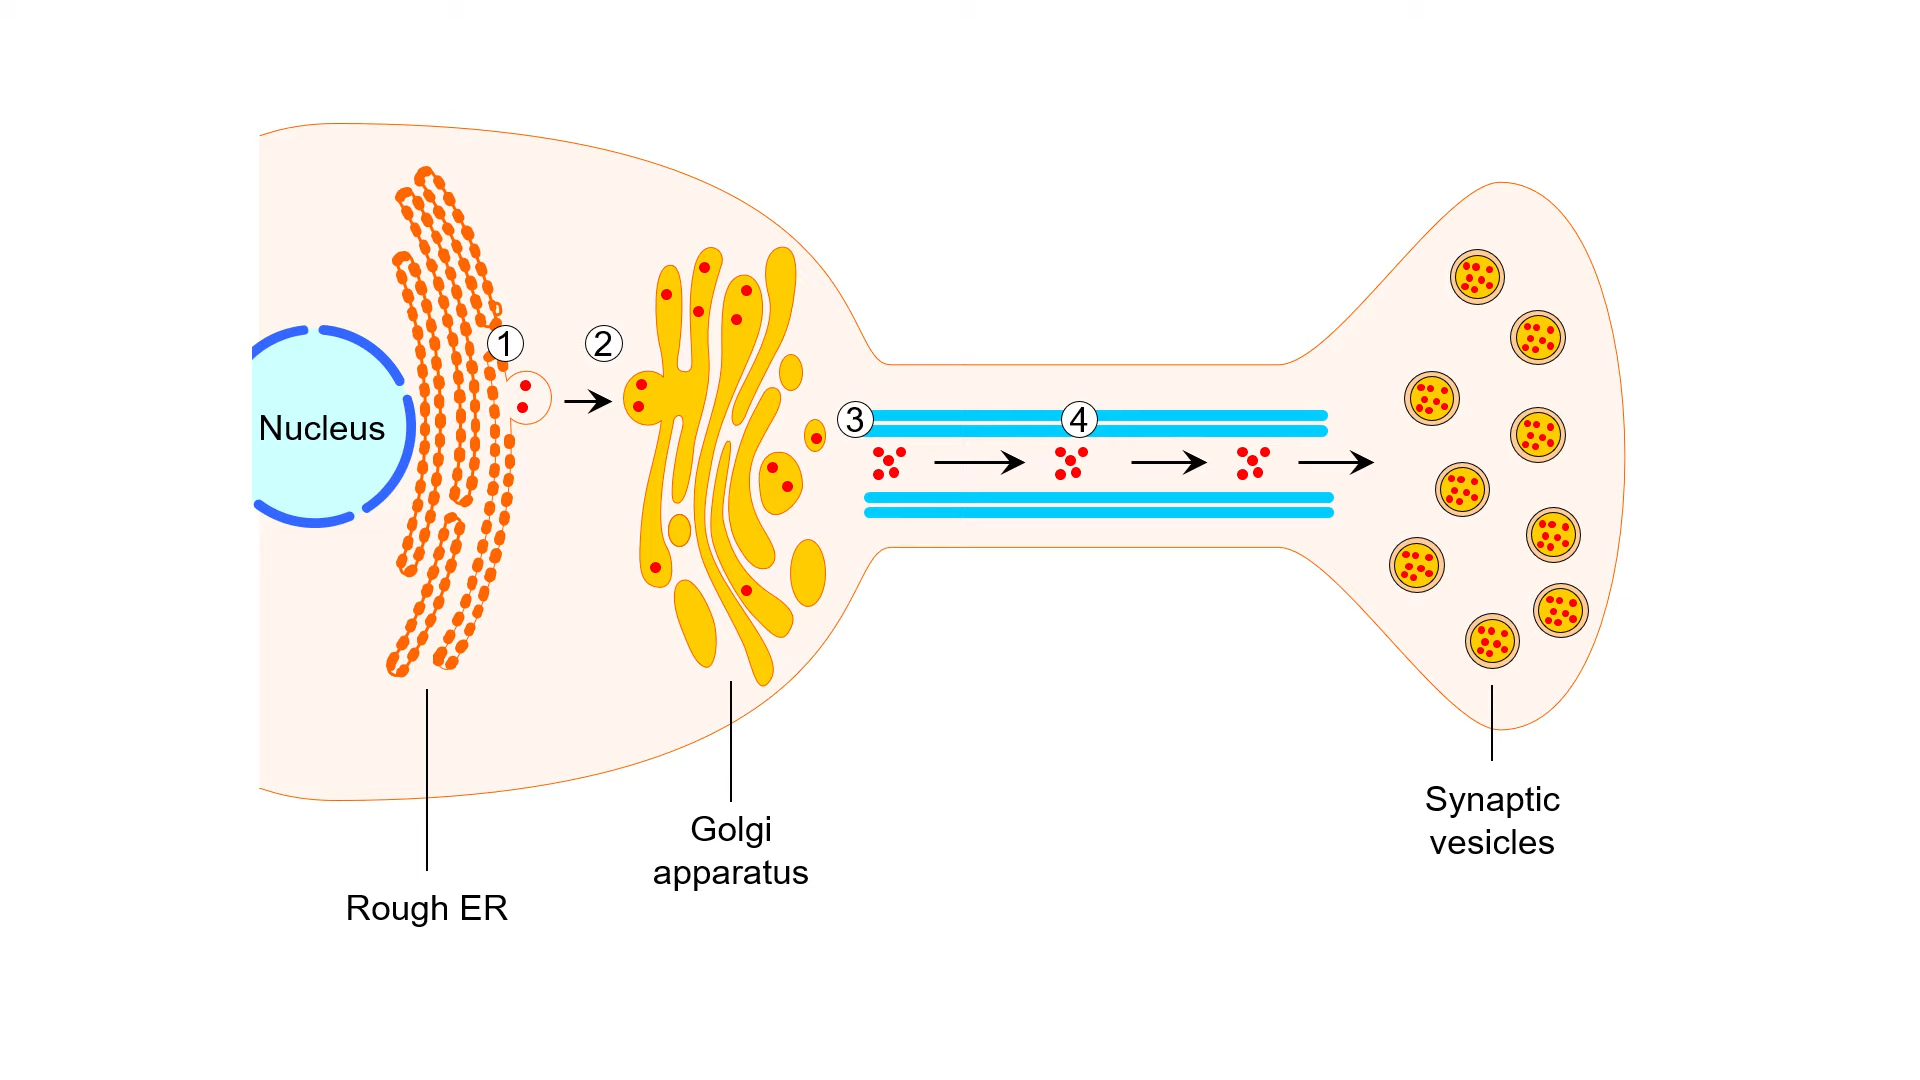 1
2
3
4
Nucleus
Rough ER
Golgi
apparatus
Synaptic
vesicles